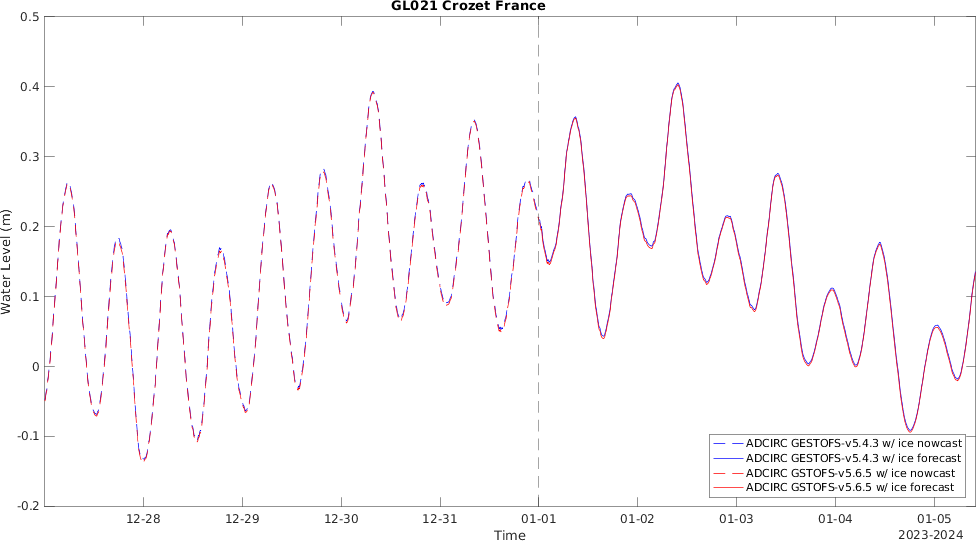 GL021 Crozet France
0.5
0.4
0.3
0.2
0.1
0
-0.1
-0.2
Water Level (m)
ADCIRC GESTOFS-v5.4.3 w/ ice nowcast
ADCIRC GESTOFS-v5.4.3 w/ ice forecast
ADCIRC GSTOFS-v5.6.5 w/ ice nowcast
ADCIRC GSTOFS-v5.6.5 w/ ice forecast
12-28 12-29 12-30 12-31 01-01 01-02 01-03 01-04 01-05
Time 2023-2024